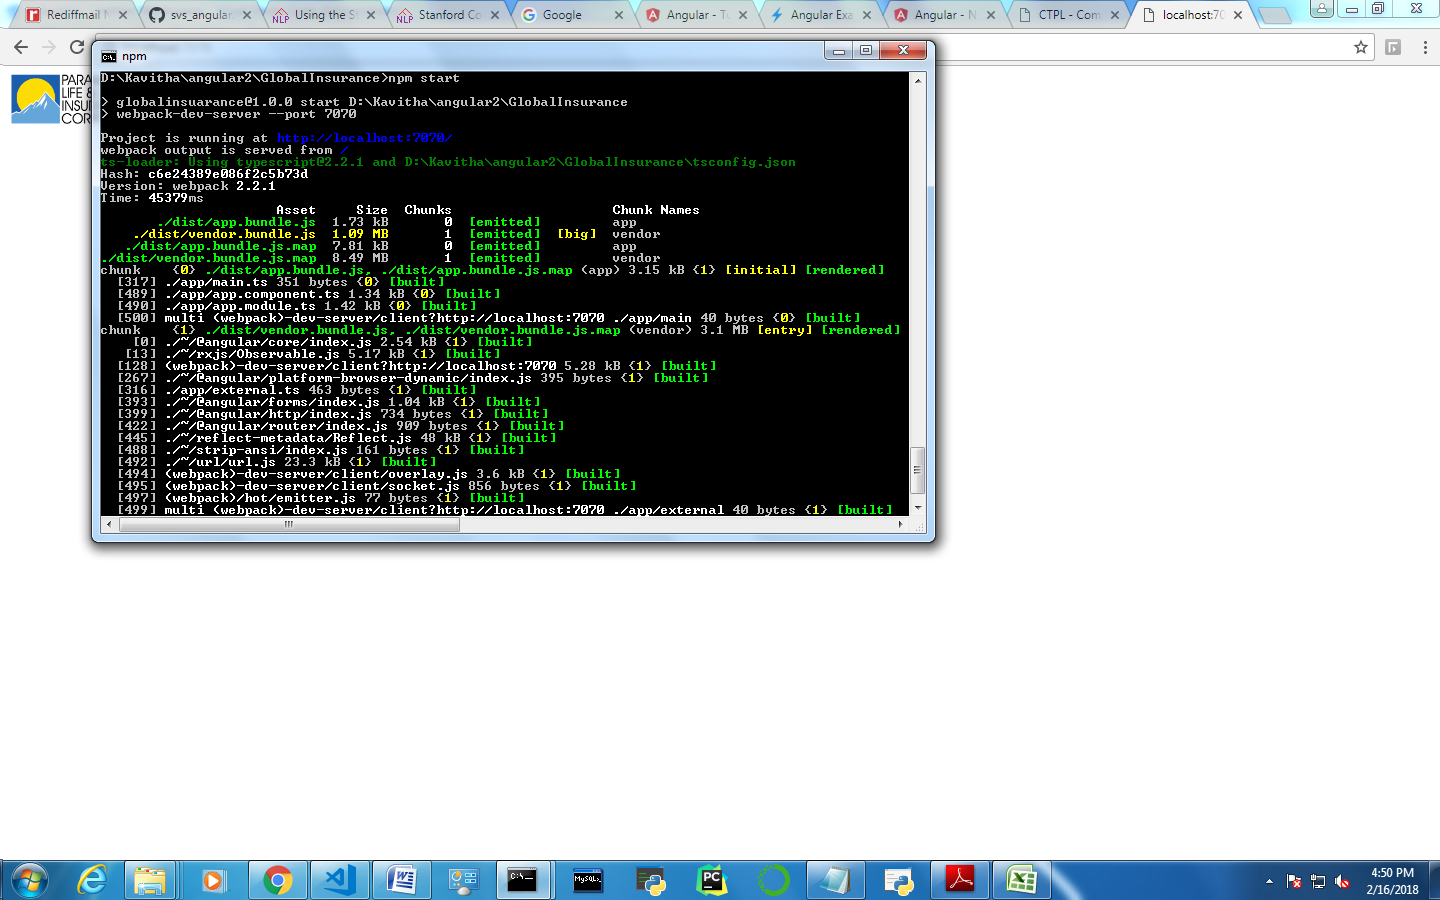 Rediffmail N
svs_angular
Using the St
Stanford Co
Google
Angular - Tu
Angular Exa
Angular - N
CTPL - Com
localhost:70
npm
PARA
LIFE &
INSU
COR
D:\Kavitha\angular2\GlobalInsurance>npm start
> globalinsuarance@1.0.0 start D:\Kavitha\angular2\GlobalInsurance
> webpack-dev-server --port 7070
Project is running at http://localhost:7070/
webpack output is served from /
ts-loader: Using typescript@2.2.1 and D:\Kavitha\angular2\GlobalInsurance\tsconfig.json
Hash: c6e24389e086f2c5b73d
Version: webpack 2.2.1
Time: 45379ms
Asset Size Chunks Chunk Names
./dist/app.bundle.js 1.73 kB 0 [emitted] app
./dist/vendor.bundle.js 1.09 MB 1 [emitted] [big] vendor
./dist/app.bundle.js.map 7.81 kB 0 [emitted] app
./dist/vendor.bundle.js.map 8.49 MB 1 [emitted] vendor
chunk {0} ./dist/app.bundle.js, ./dist/app.bundle.js.map (app) 3.15 kB {1} [initial] [rendered]
[317] ./app/main.ts 351 bytes {0} [built]
[489] ./app/app.component.ts 1.34 kB {0} [built]
[490] ./app/app.module.ts 1.42 kB {0} [built]
[500] multi (webpack)-dev-server/client?http://localhost:7070 ./app/main 40 bytes {0} [built]
chunk {1} ./dist/vendor.bundle.js, ./dist/vendor.bundle.js.map (vendor) 3.1 MB [entry] [rendered]
[0] ./~/@angular/core/index.js 2.54 kB {1} [built]
[13] ./~/rxjs/Observable.js 5.17 kB {1} [built]
[128] (webpack)-dev-server/client?http://localhost:7070 5.28 kB {1} [built]
[267] ./~/@angular/platform-browser-dynamic/index.js 395 bytes {1} [built]
[316] ./app/external.ts 463 bytes {1} [built]
[393] ./~/@angular/forms/index.js 1.04 kB {1} [built]
[399] ./~/@angular/http/index.js 734 bytes {1} [built]
[422] ./~/@angular/router/index.js 909 bytes {1} [built]
[445] ./~/reflect-metadata/Reflect.js 48 kB {1} [built]
[488] ./~/strip-ansi/index.js 161 bytes {1} [built]
[492] ./~/url/url.js 23.3 kB {1} [built]
[494] (webpack)-dev-server/client/overlay.js 3.6 kB {1} [built]
[495] (webpack)-dev-server/client/socket.js 856 bytes {1} [built]
[497] (webpack)/hot/emitter.js 77 bytes {1} [built]
[499] multi (webpack)-dev-server/client?http://localhost:7070 ./app/external 40 bytes {1} [built]
4:50 PM
2/16/2018